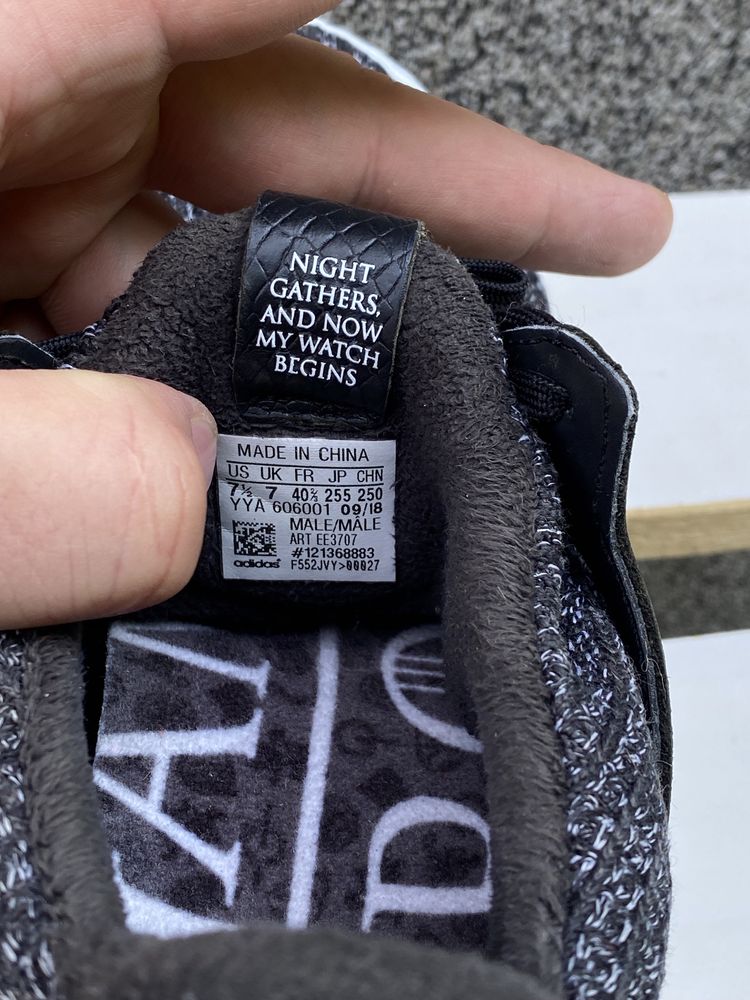 NIGHT
GATHERS,
AND NOW
MY WATCH
BEGINS
MADE IN CHINA
US UK FR JP CHN
7½ 7 40⅔ 255 250
YYA 606001 09/18
MALE/MÂLE
ART EE3707
#121368883
adidas® F552JVY>00027